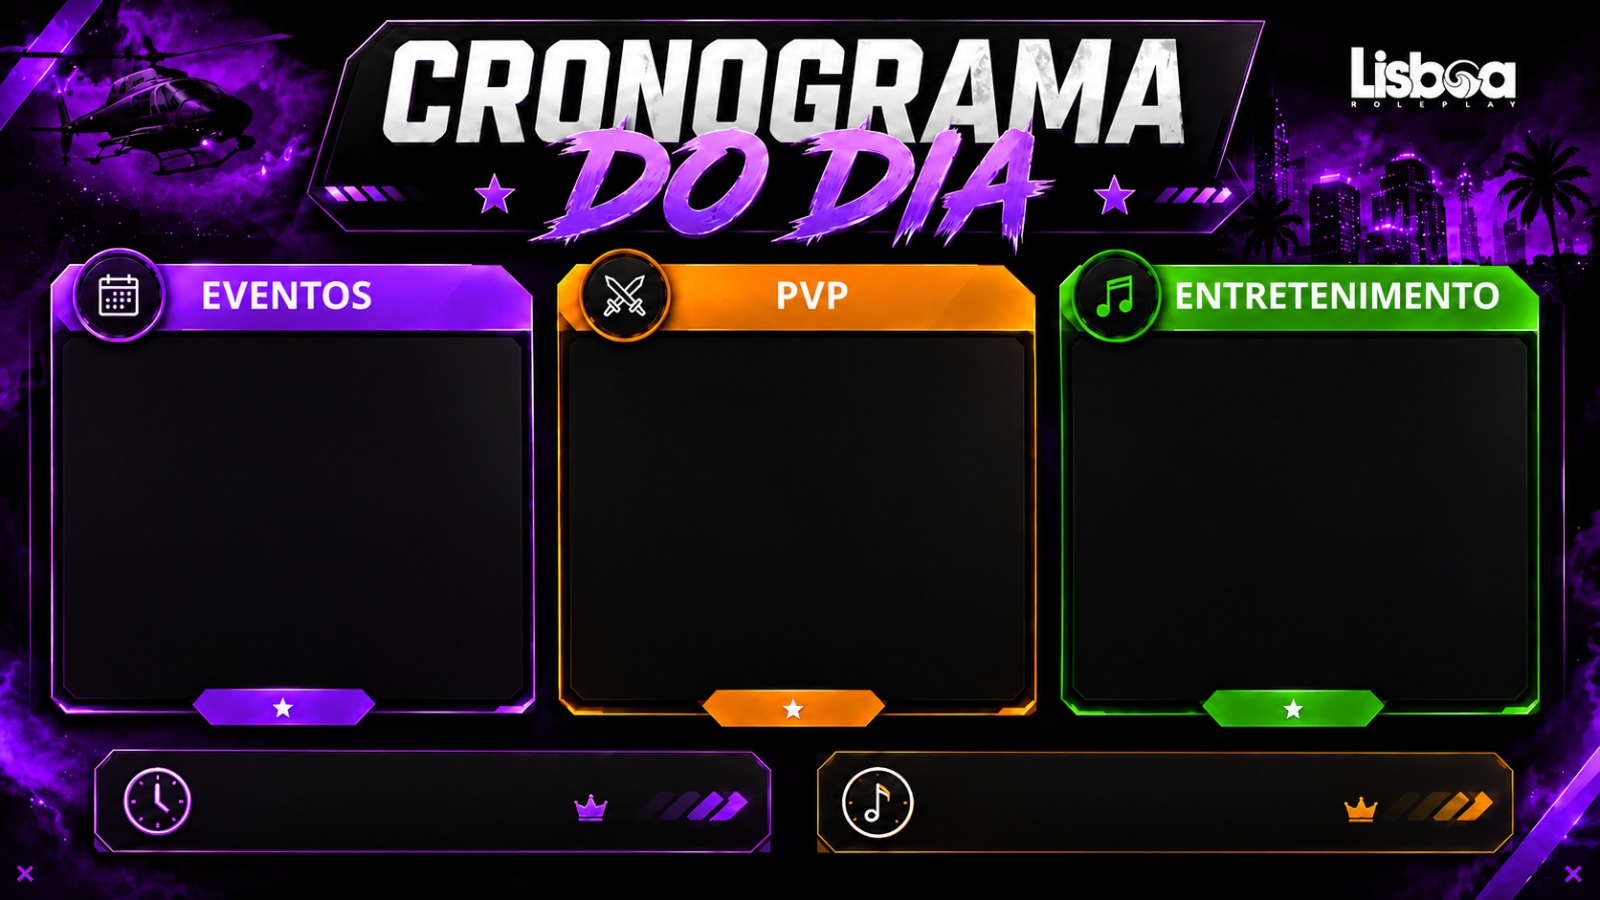 CRONOGRAMA
DO DIA
Lisboa
ROLEPLAY
EVENTOS
PVP
ENTRETENIMENTO